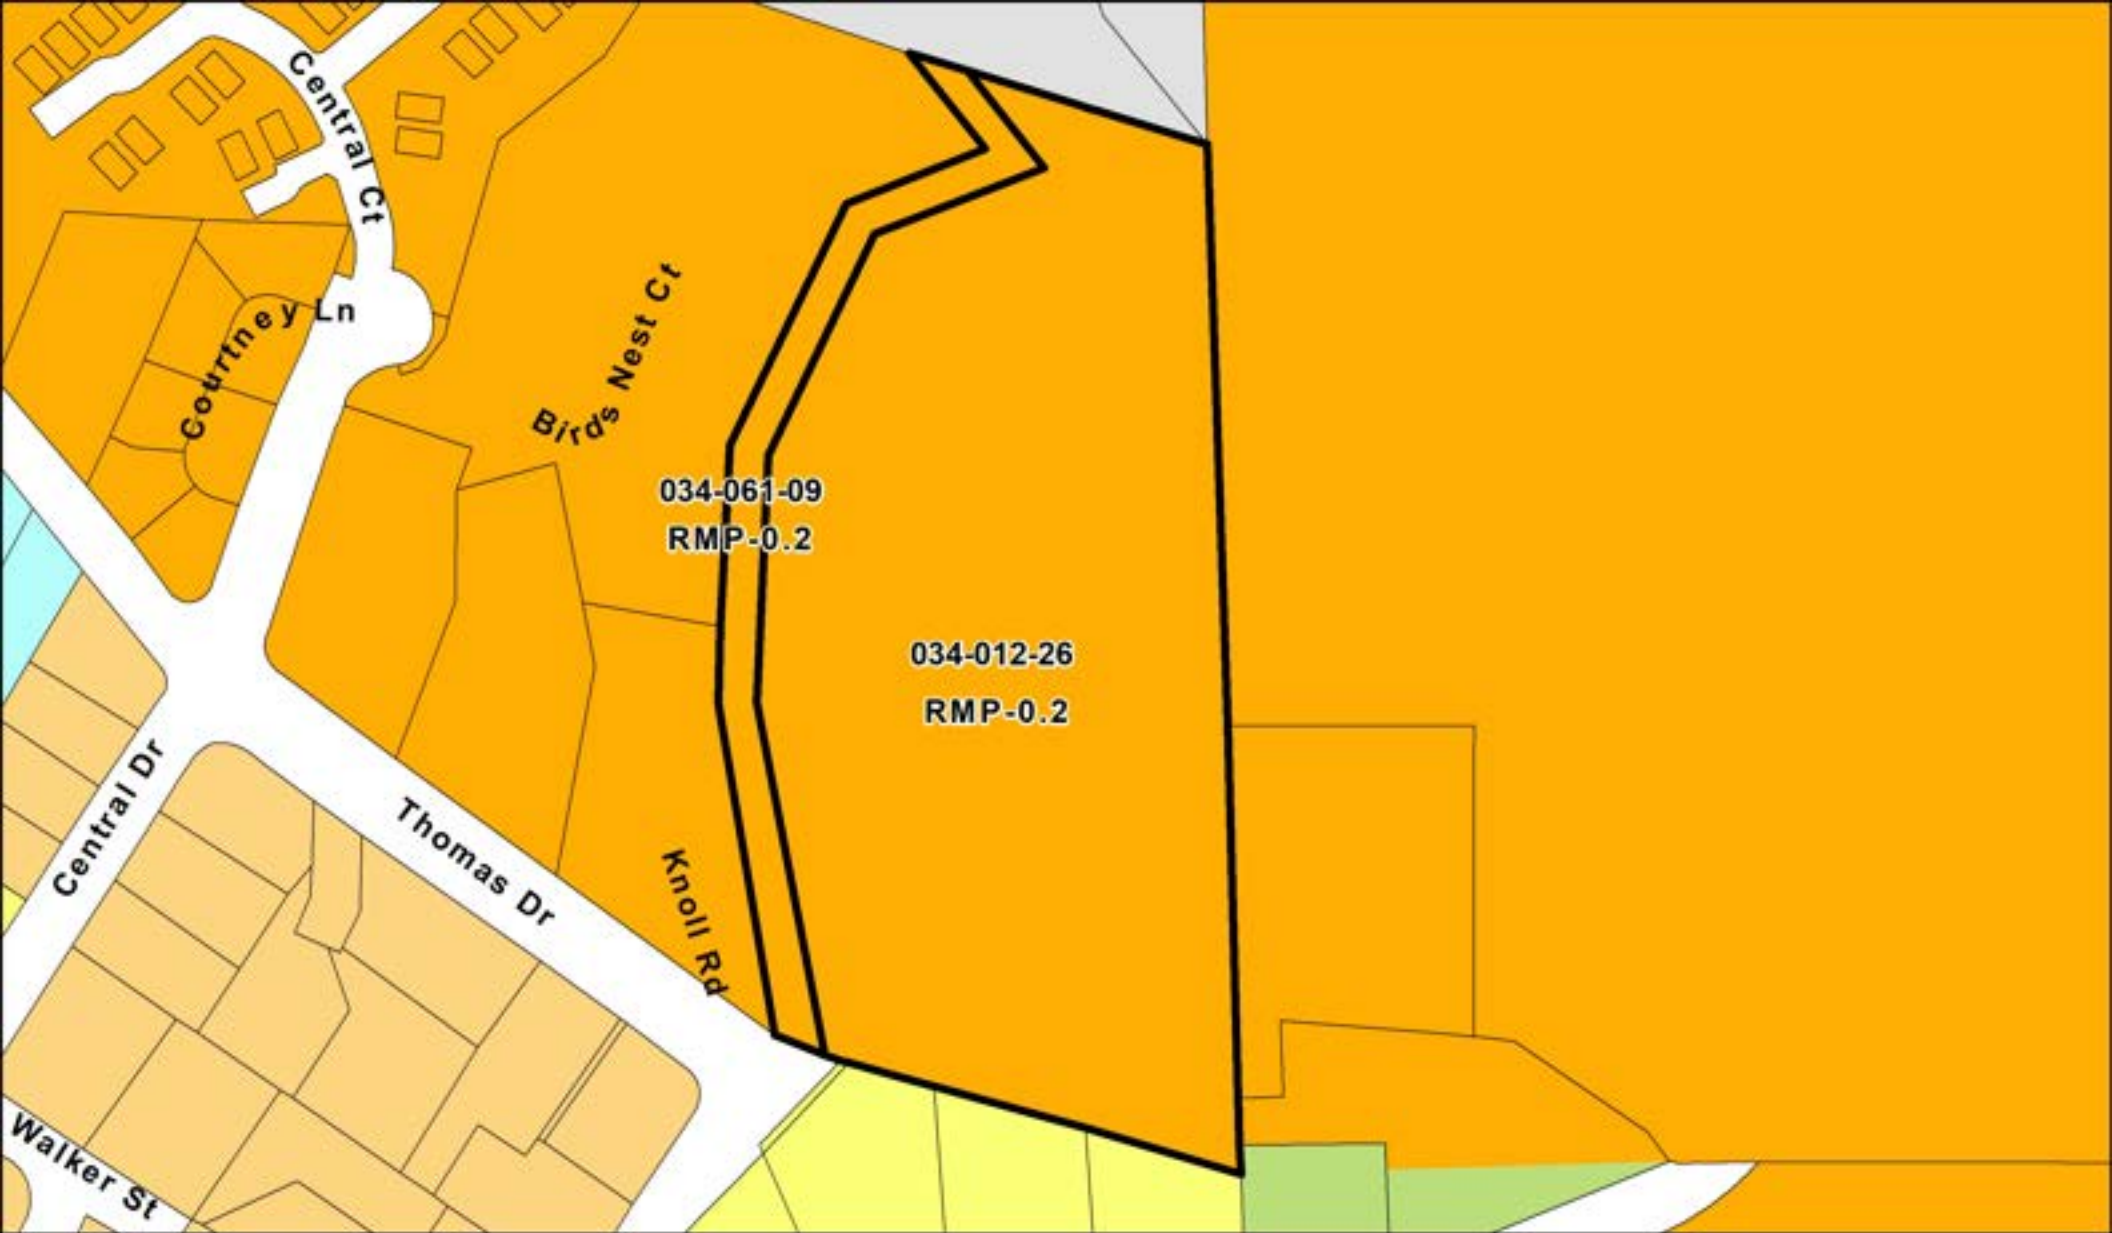 Central Ct
Courtney Ln
Birds Nest Ct
034-061-09
RMP-0.2
034-012-26
RMP-0.2
Central Dr
Thomas Dr
Knoll Rd
Walker St